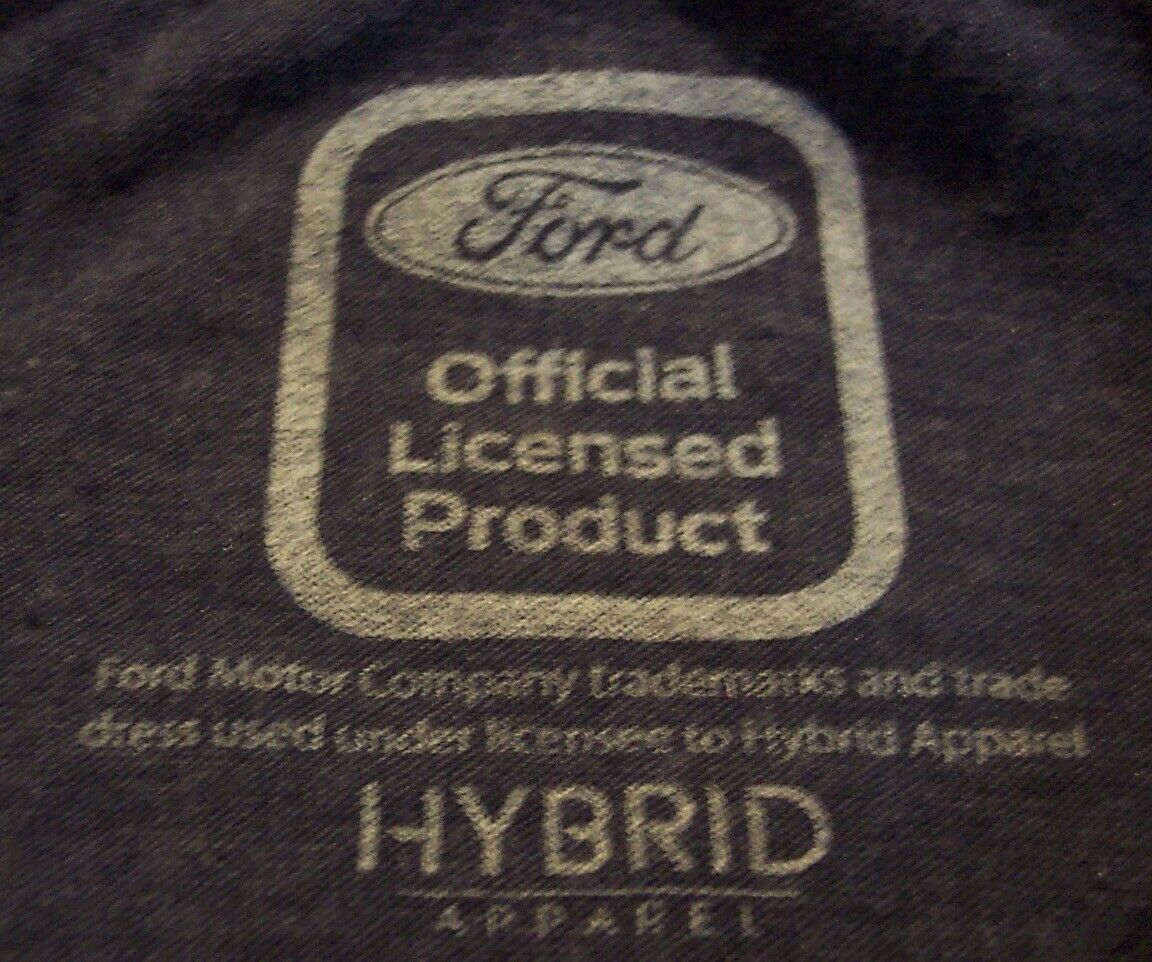 Ford
Official
Licensed
Product
Ford Motor Company trademarks and trade
dress used under licensee to Hybrid Apparel
HYBRID
APPAREL